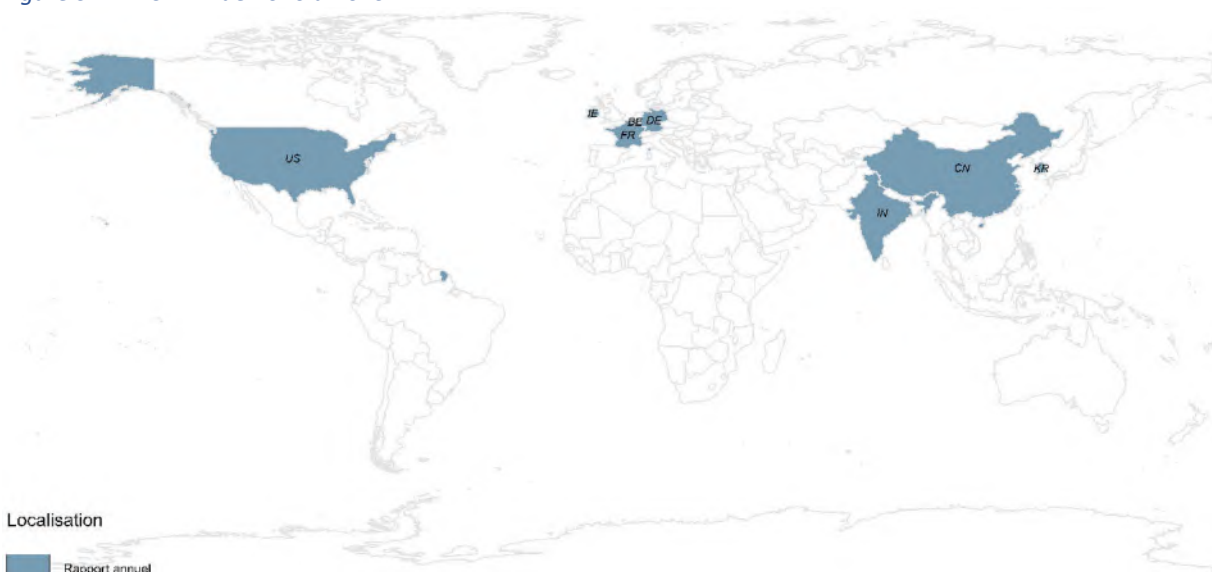 IE
BE DE
FR
US
CN
KR
IN
Localisation
Rapport annuel